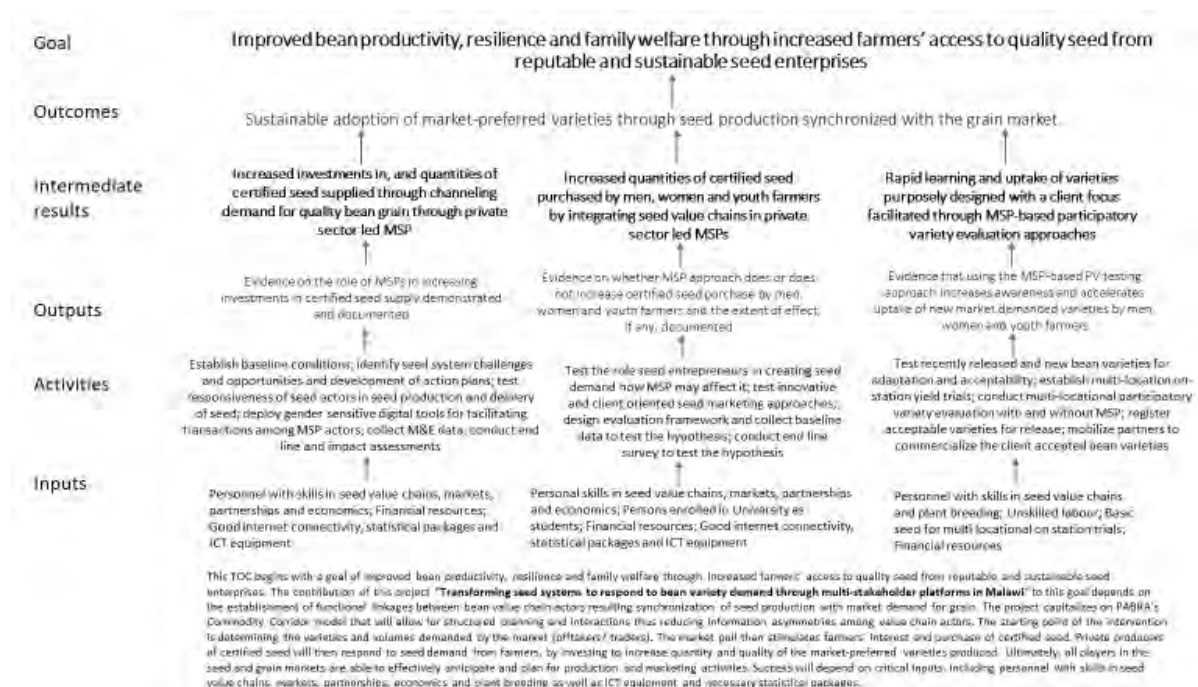 Goal
Improved bean productivity, resilience and family welfare through increased farmers' access to quality seed from
reputable and sustainable seed enterprises
Outcomes
Sustainable adoption of market-preferred varieties through seed production synchronized with the grain market
Intermediate
results
Increased investments in, and quantities of
certified seed supplied through channeling
demand for quality bean grain through private
sector led MSP
Increased quantities of certified seed
purchased by men, women and youth farmers
by integrating seed value chains in private
sector led MSPs
Rapid learning and uptake of varieties
purposely designed with a client focus
facilitated through MSP-based participatory
variety evaluation approaches
Outputs
Evidence on the role of MSPs in increasing
investments in certified seed supply demonstrated
and documented
Evidence on whether MSP approach does or does
not increase certified seed purchase by men,
women and youth farmers and the extent of effect,
if any, documented
Evidence that using the MSP-based PV testing
approach increases awareness and accelerates
uptake of new market demanded varieties by men,
women and youth farmers
Activities
Establish baseline conditions; identify seed system challenges
and opportunities and development of action plans; test
responsiveness of seed actors in seed production and delivery
of seed; deploy gender sensitive digital tools for facilitating
transactions among MSP actors; collect M&E data; conduct end
line and impact assessments
Test the role seed entrepreneurs in creating seed
demand how MSP may affect it; test innovative
and client oriented seed marketing approaches;
design evaluation framework and collect baseline
data to test the hypothesis; conduct end line
survey to test the hypothesis
Test recently released and new bean varieties for
adaptation and acceptability; establish multi-location on-
station yield trials; conduct multi-locational participatory
variety evaluation with and without MSP; register
acceptable varieties for release; mobilize partners to
commercialize the client accepted bean varieties
Inputs
Personnel with skills in seed value chains, markets,
partnerships and economics; Financial resources;
Good internet connectivity, statistical packages and
ICT equipment
Personal skills in seed value chains, markets, partnerships
and economics; Persons enrolled in University as
students; Financial resources; Good internet connectivity,
statistical packages and ICT equipment
Personnel with skills in seed value chains
and plant breeding; Unskilled labour; Basic
seed for multi locational on station trials;
Financial resources
This TOC begins with a goal of improved bean productivity, resilience and family welfare through increased farmers' access to quality seed from reputable and sustainable seed
enterprises. The contribution of this project "Transforming seed systems to respond to bean variety demand through multi-stakeholder platforms in Malawi" to this goal depends on
the establishment of functional linkages between bean value chain actors resulting synchronization of seed production with market demand for grain. The project capitalizes on PABRA's
Commodity Corridor model that will allow for structured planning and interactions thus reducing information asymmetries among value chain actors. The starting point of the intervention
is determining the varieties and volumes demanded by the market (offtakers/ traders). The market pull then stimulates farmers' interest and purchase of certified seed. Private producers
of certified seed will then respond to seed demand from farmers, by investing to increase quantity and quality of the market-preferred varieties produced. Ultimately, all players in the
seed and grain markets are able to effectively anticipate and plan for production and marketing activities. Success will depend on critical inputs, including personnel with skills in seed
value chains, markets, partnerships, economics and plant breeding as well as ICT equipment and necessary statistical packages.